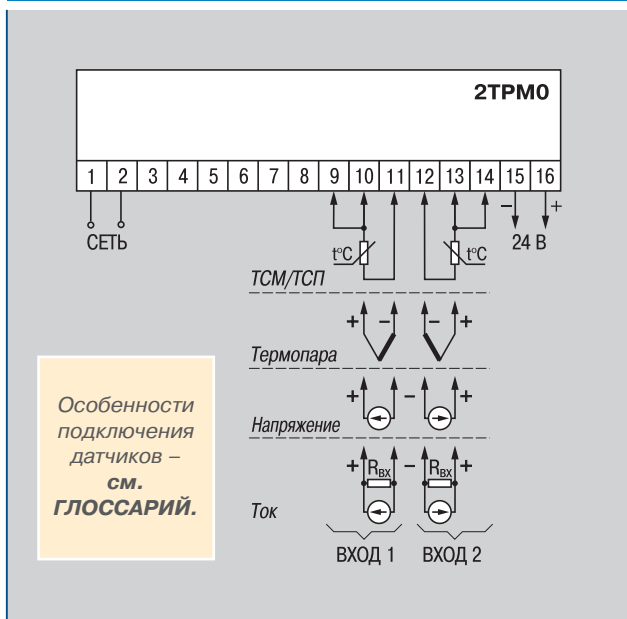 2ТРМ0
1 2 3 4 5 6 7 8 9 10 11 12 13 14 15 16
– +
СЕТЬ
t°C t°C
24 В
ТСМ/ТСП
+ – – +
Термопара
+ – +
Напряжение
+ Rвх – Rвх +
Ток
ВХОД 1 ВХОД 2
Особенности
подключения
датчиков –
см.
ГЛОССАРИЙ.